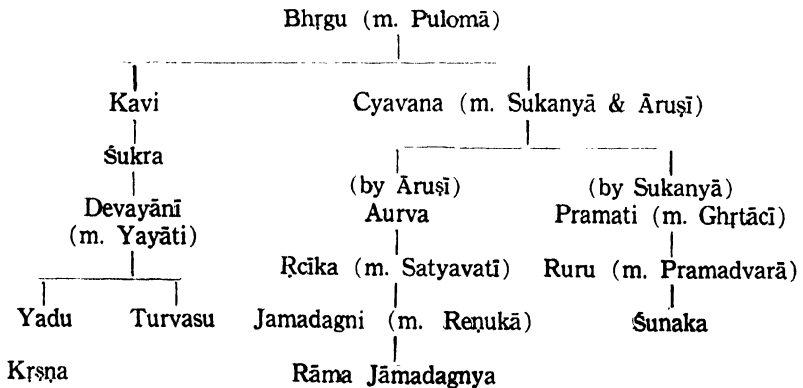 Bhṛgu (m. Pulomā)
Kavi Cyavana (m. Sukanyā & Āruṣī)
Śukra
(by Āruṣī) (by Sukanyā)
Devayānī Aurva Pramati (m. Ghṛtācī)
(m. Yayāti)
Ṛcīka (m. Satyavatī) Ruru (m. Pramadvarā)
Yadu Turvasu Jamadagni (m. Reṇukā) Śunaka
Kṛsṇa Rāma Jāmadagnya